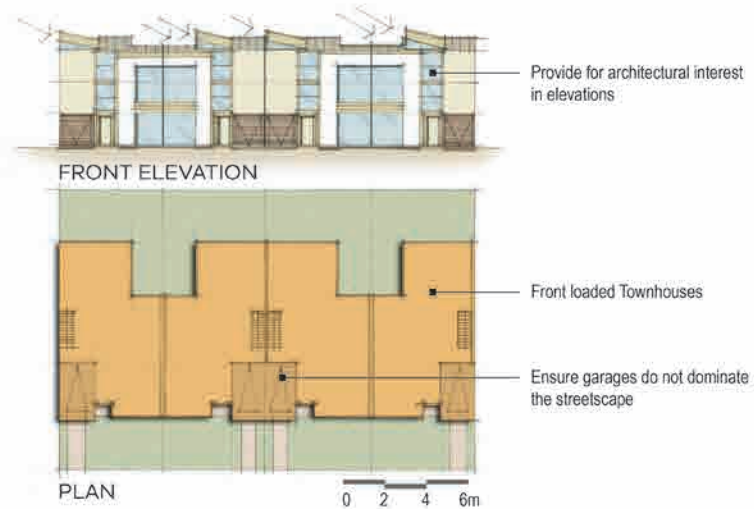 Provide for architectural interest
in elevations
FRONT ELEVATION
Front loaded Townhouses
Ensure garages do not dominate
the streetscape
PLAN
0 2 4 6m